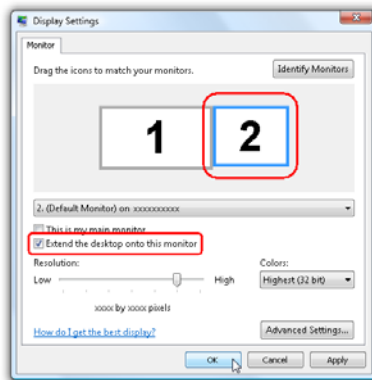 Display Settings
Monitor
Drag the icons to match your monitors.
Identify Monitors
1
2
2. (Default Monitor) on xxxxxxxxxx
This is my main monitor
Extend the desktop onto this monitor
Resolution:
Colors:
Low
High
Highest (32 bit)
xxxx by xxxx pixels
How do I get the best display?
Advanced Settings...
OK
Cancel
Apply